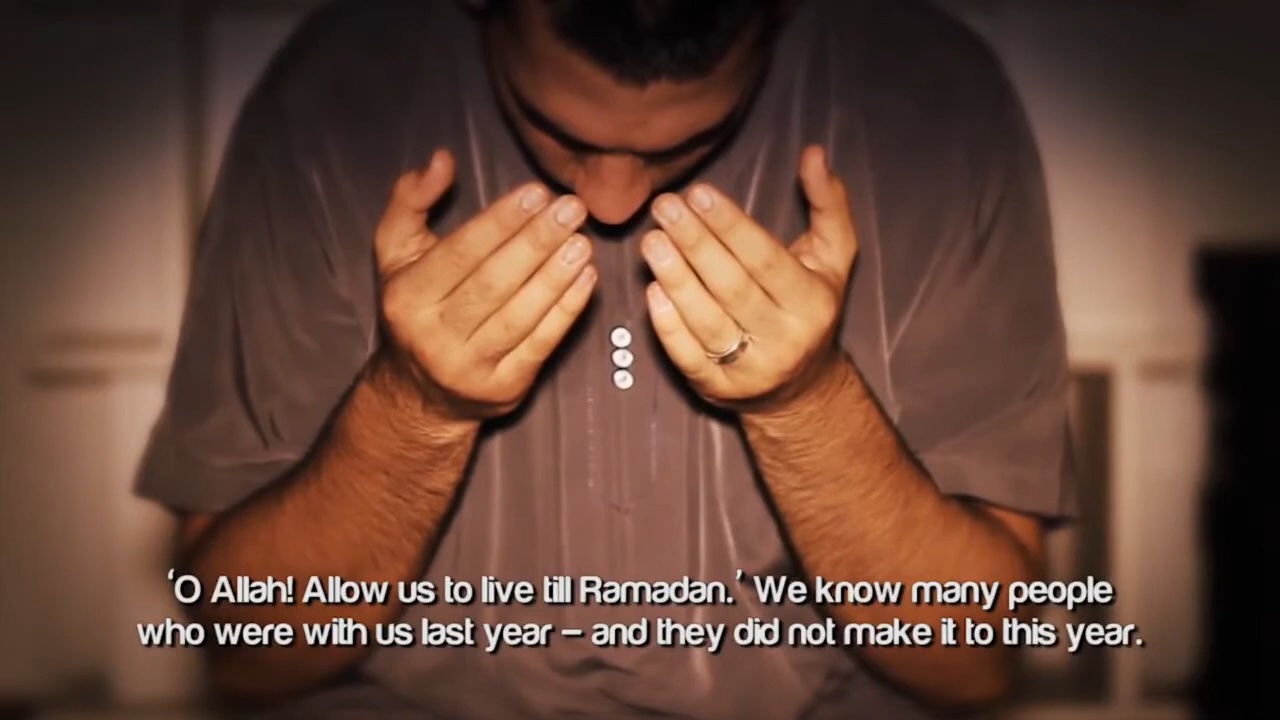 ‘O Allah! Allow us to live till Ramadan.’ We know many people
who were with us last year – and they did not make it to this year.